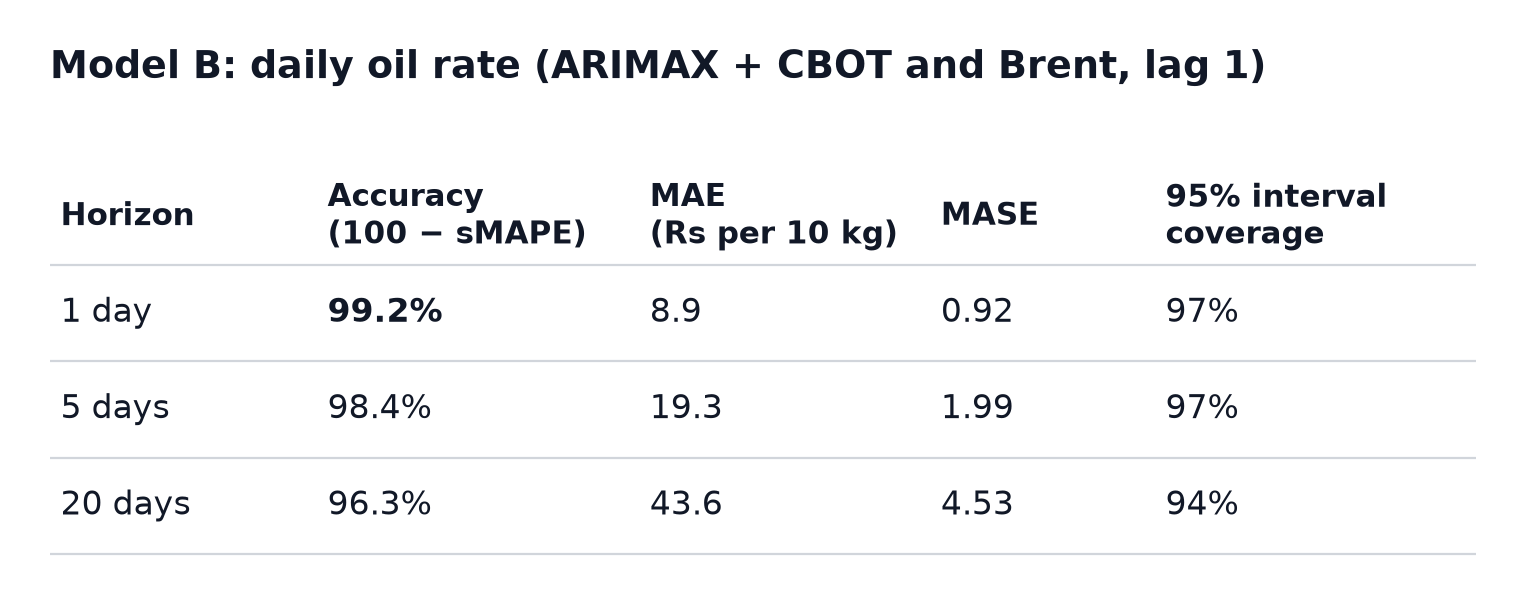 Model B: daily oil rate (ARIMAX + CBOT and Brent, lag 1)
Horizon Accuracy (100 − sMAPE) MAE (Rs per 10 kg) MASE 95% interval coverage
1 day 99.2% 8.9 0.92 97%
5 days 98.4% 19.3 1.99 97%
20 days 96.3% 43.6 4.53 94%